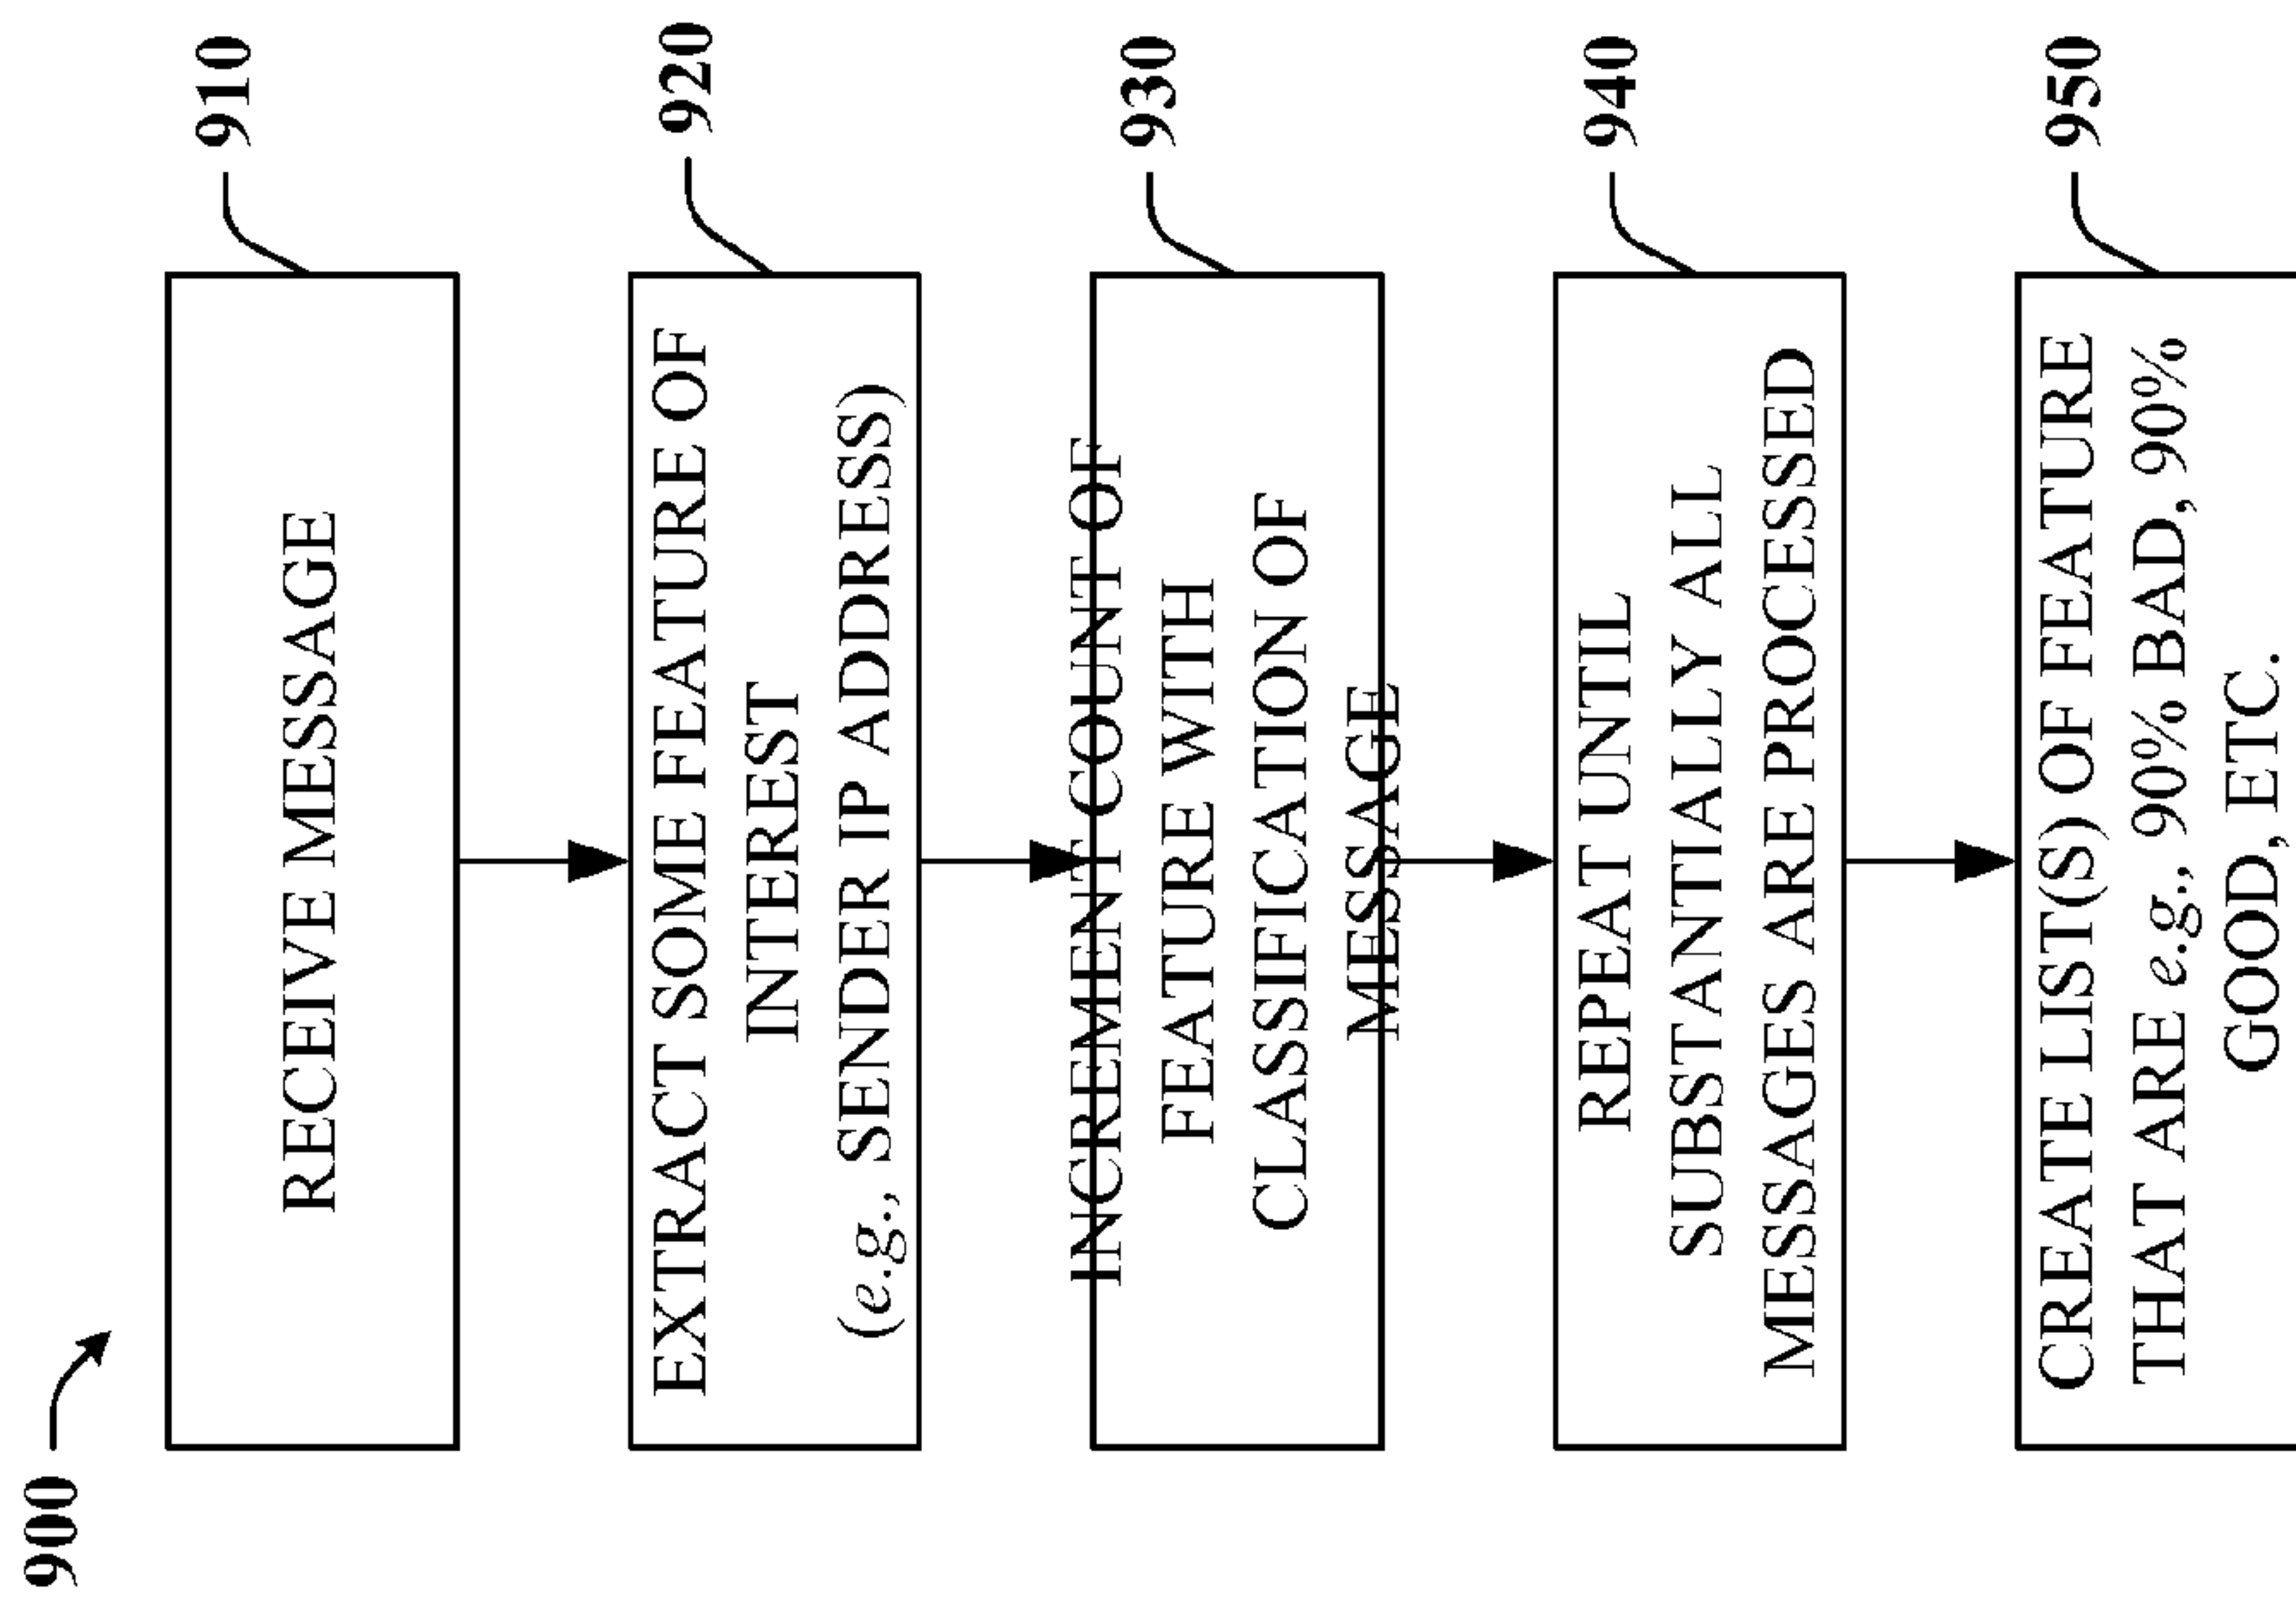 900
RECEIVE MESSAGE
910
EXTRACT SOME FEATURE OF
INTEREST
(e.g., SENDER IP ADDRESS)
920
INCREMENT COUNT OF
FEATURE WITH
CLASSIFICATION OF
MESSAGE
930
REPEAT UNTIL
SUBSTANTIALLY ALL
MESSAGES ARE PROCESSED
940
CREATE LIST(S) OF FEATURE
THAT ARE e.g., 90% BAD, 90%
GOOD, ETC.
950